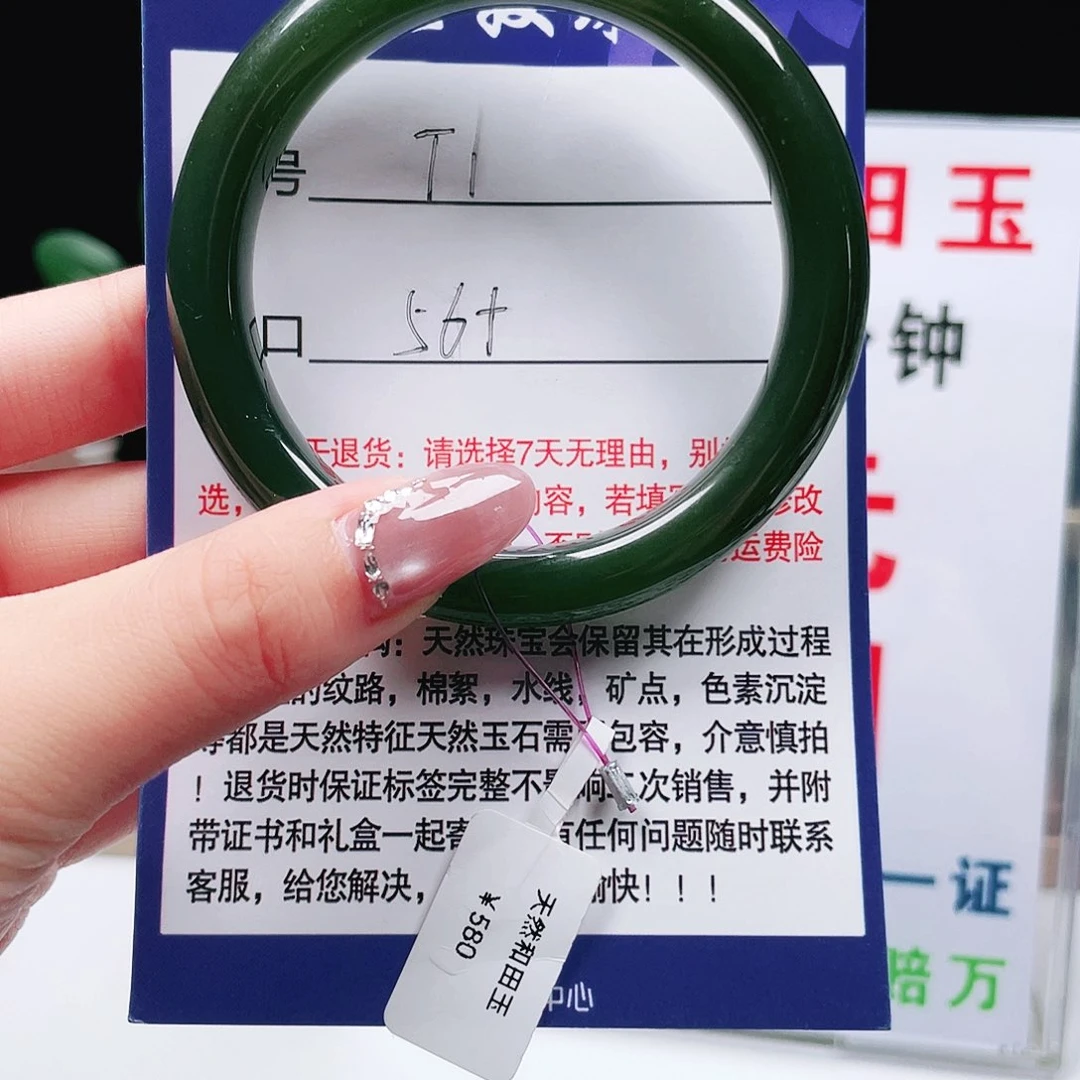 号 T1
口 56+
退货：请选择7天无理由，别
选，
内容，若填
修改
运费险
：天然珠宝会保留其在形成过程
的纹路，棉絮，水线，矿点，色素沉淀
等都是天然特征天然玉石需
包容，介意慎拍
！退货时保证标签完整不影响二次销售，并附
带证书和礼盒一起寄
有任何问题随时联系
客服，给您解决，
愉快！！！
中心
天然和田玉
¥580
田玉
钟
一证
赔万